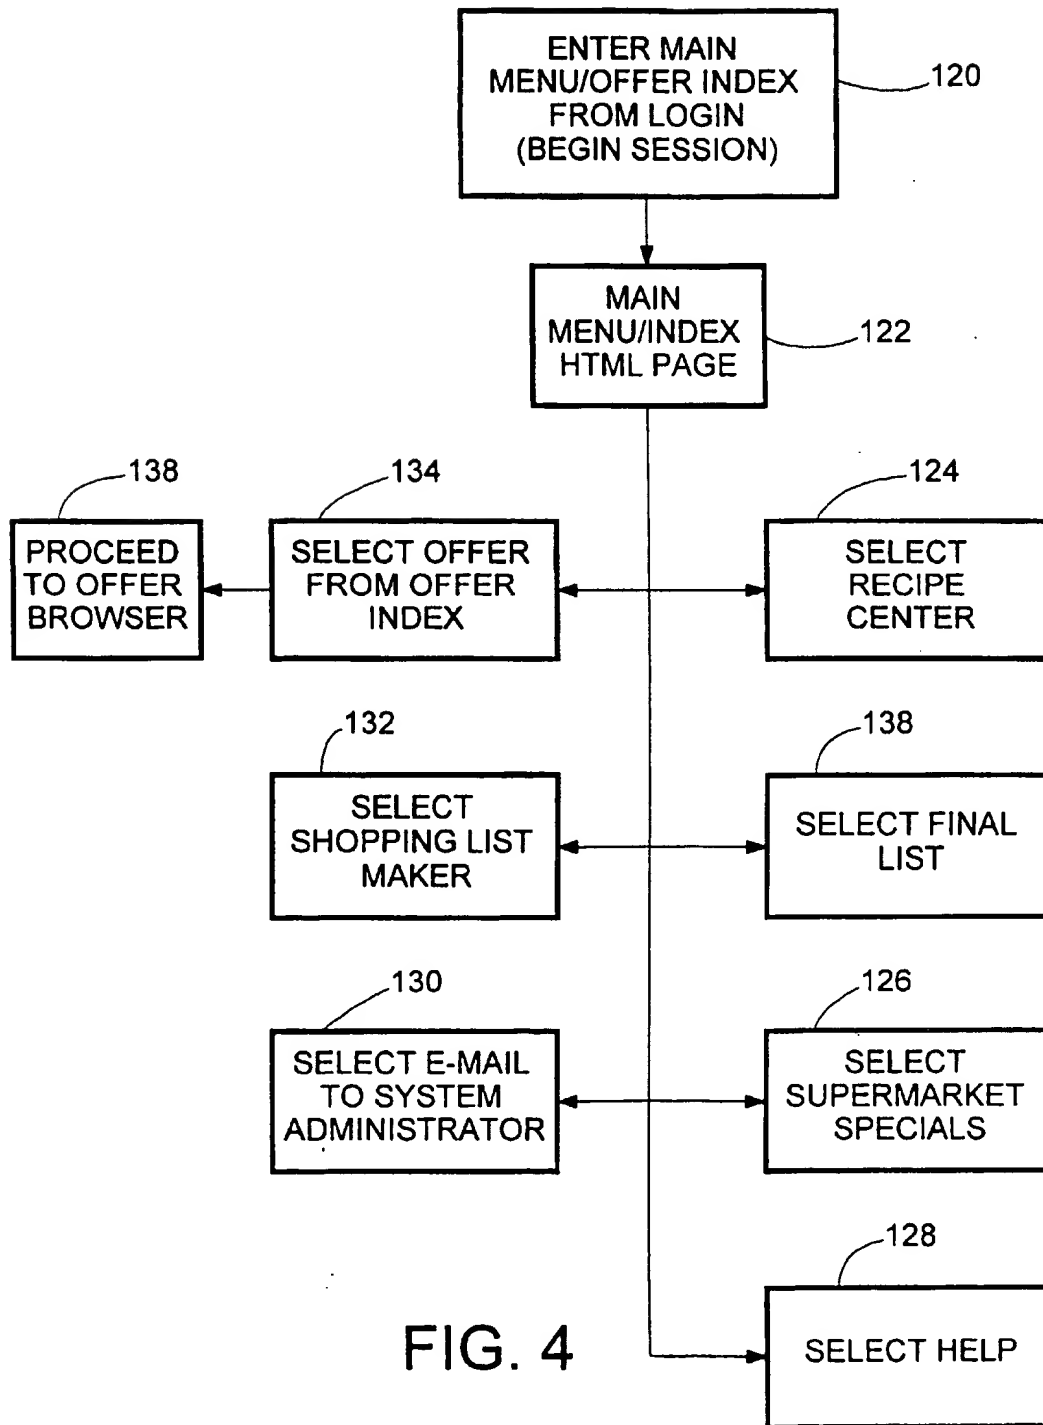 ENTER MAIN
MENU/OFFER INDEX
FROM LOGIN
(BEGIN SESSION)
120
MAIN
MENU/INDEX
HTML PAGE
122
138
PROCEED
TO OFFER
BROWSER
134
SELECT OFFER
FROM OFFER
INDEX
124
SELECT
RECIPE
CENTER
132
SELECT
SHOPPING LIST
MAKER
138
SELECT FINAL
LIST
130
SELECT E-MAIL
TO SYSTEM
ADMINISTRATOR
126
SELECT
SUPERMARKET
SPECIALS
128
SELECT HELP
FIG. 4